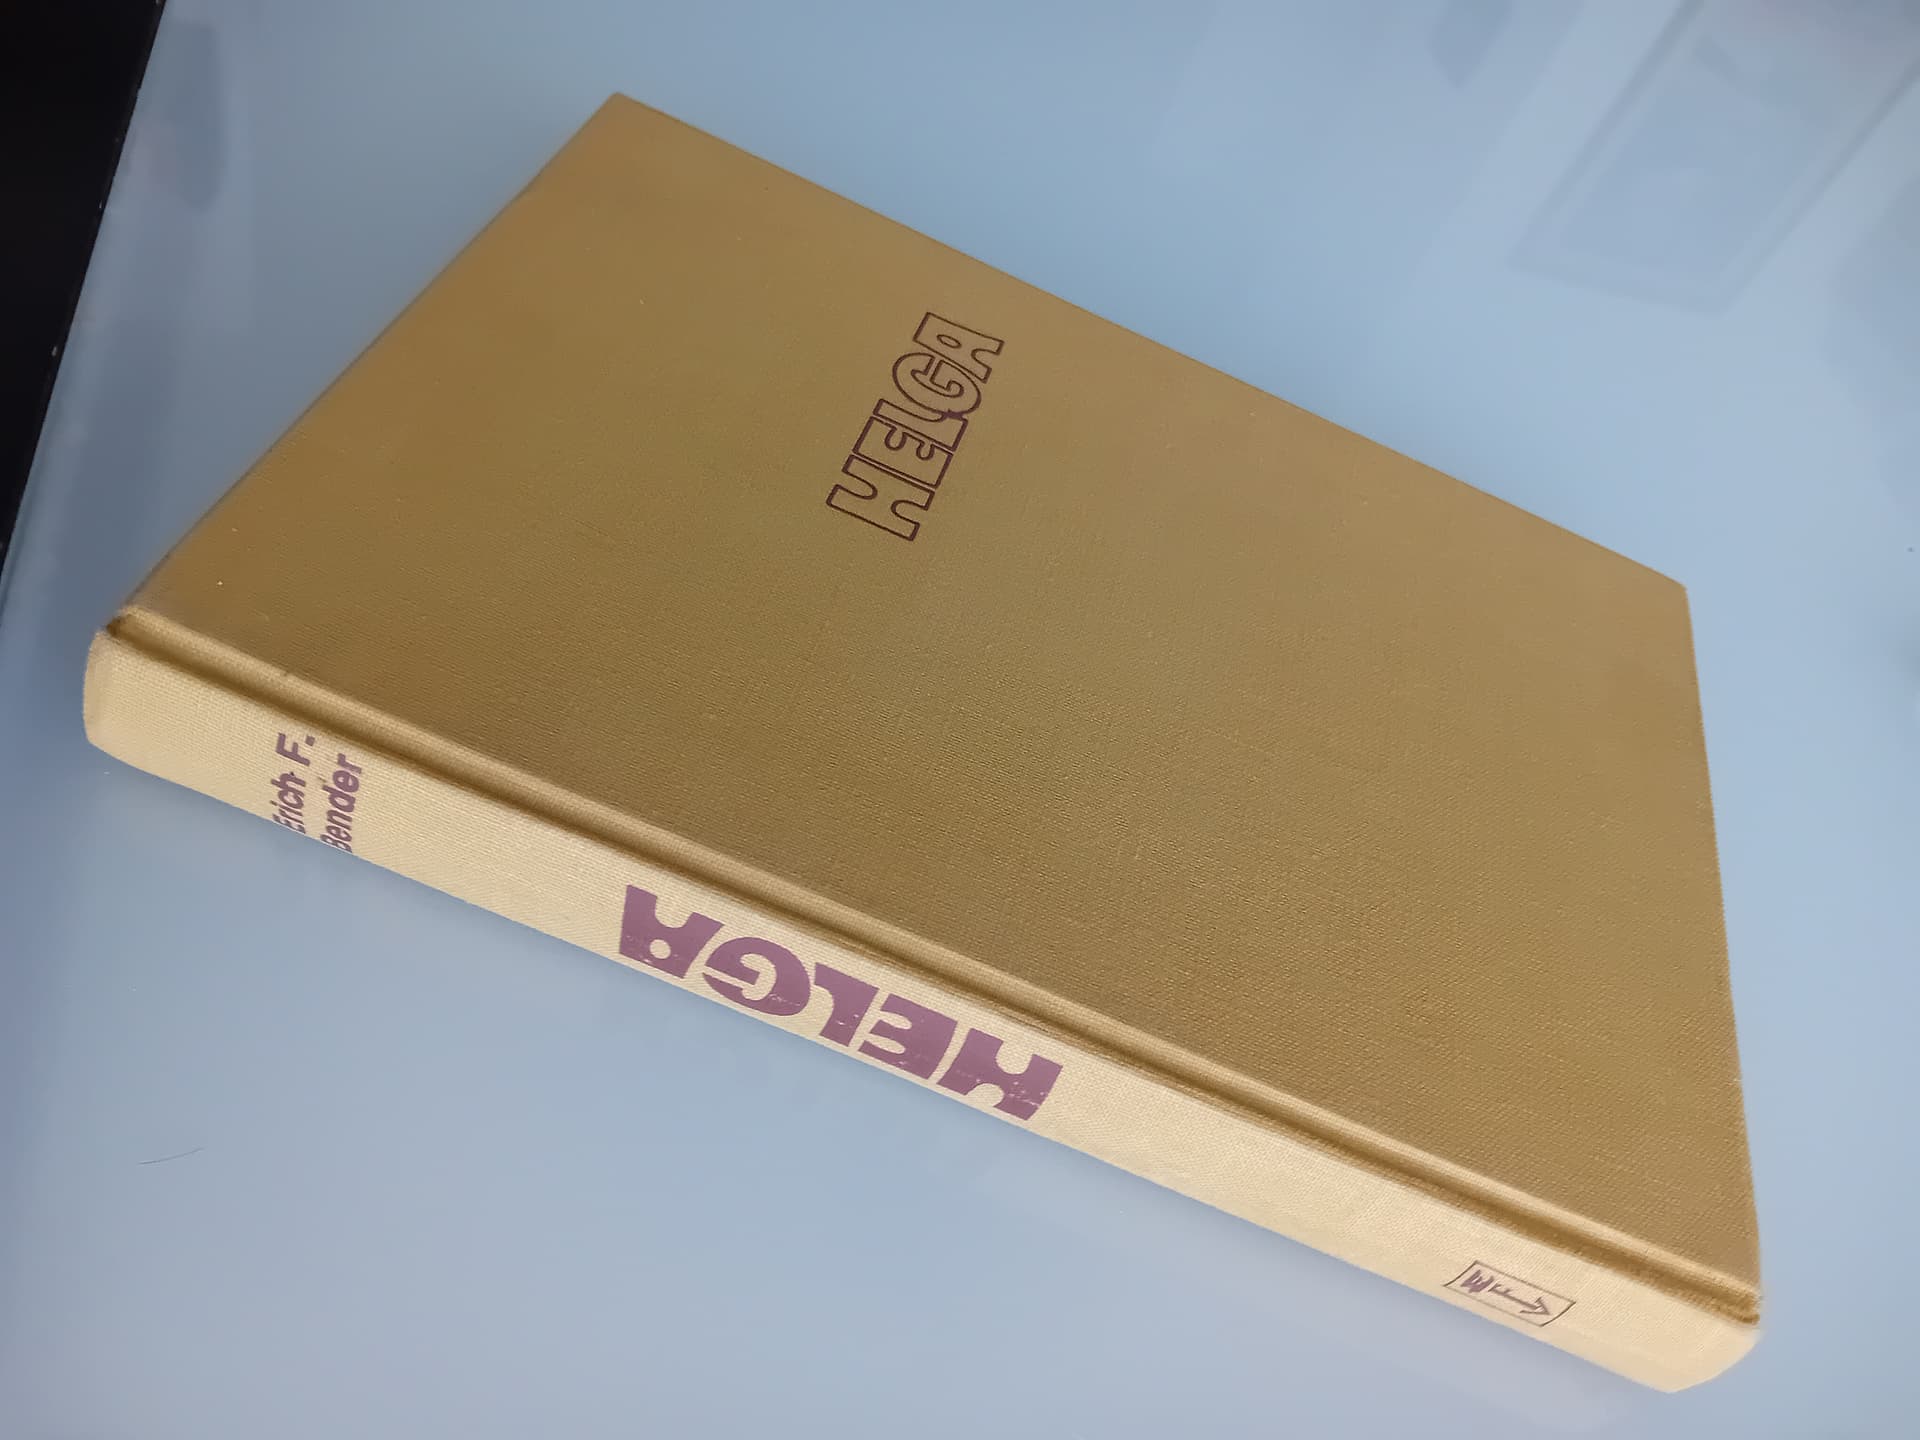 HELGA
Erich F.
Bender
HELGA